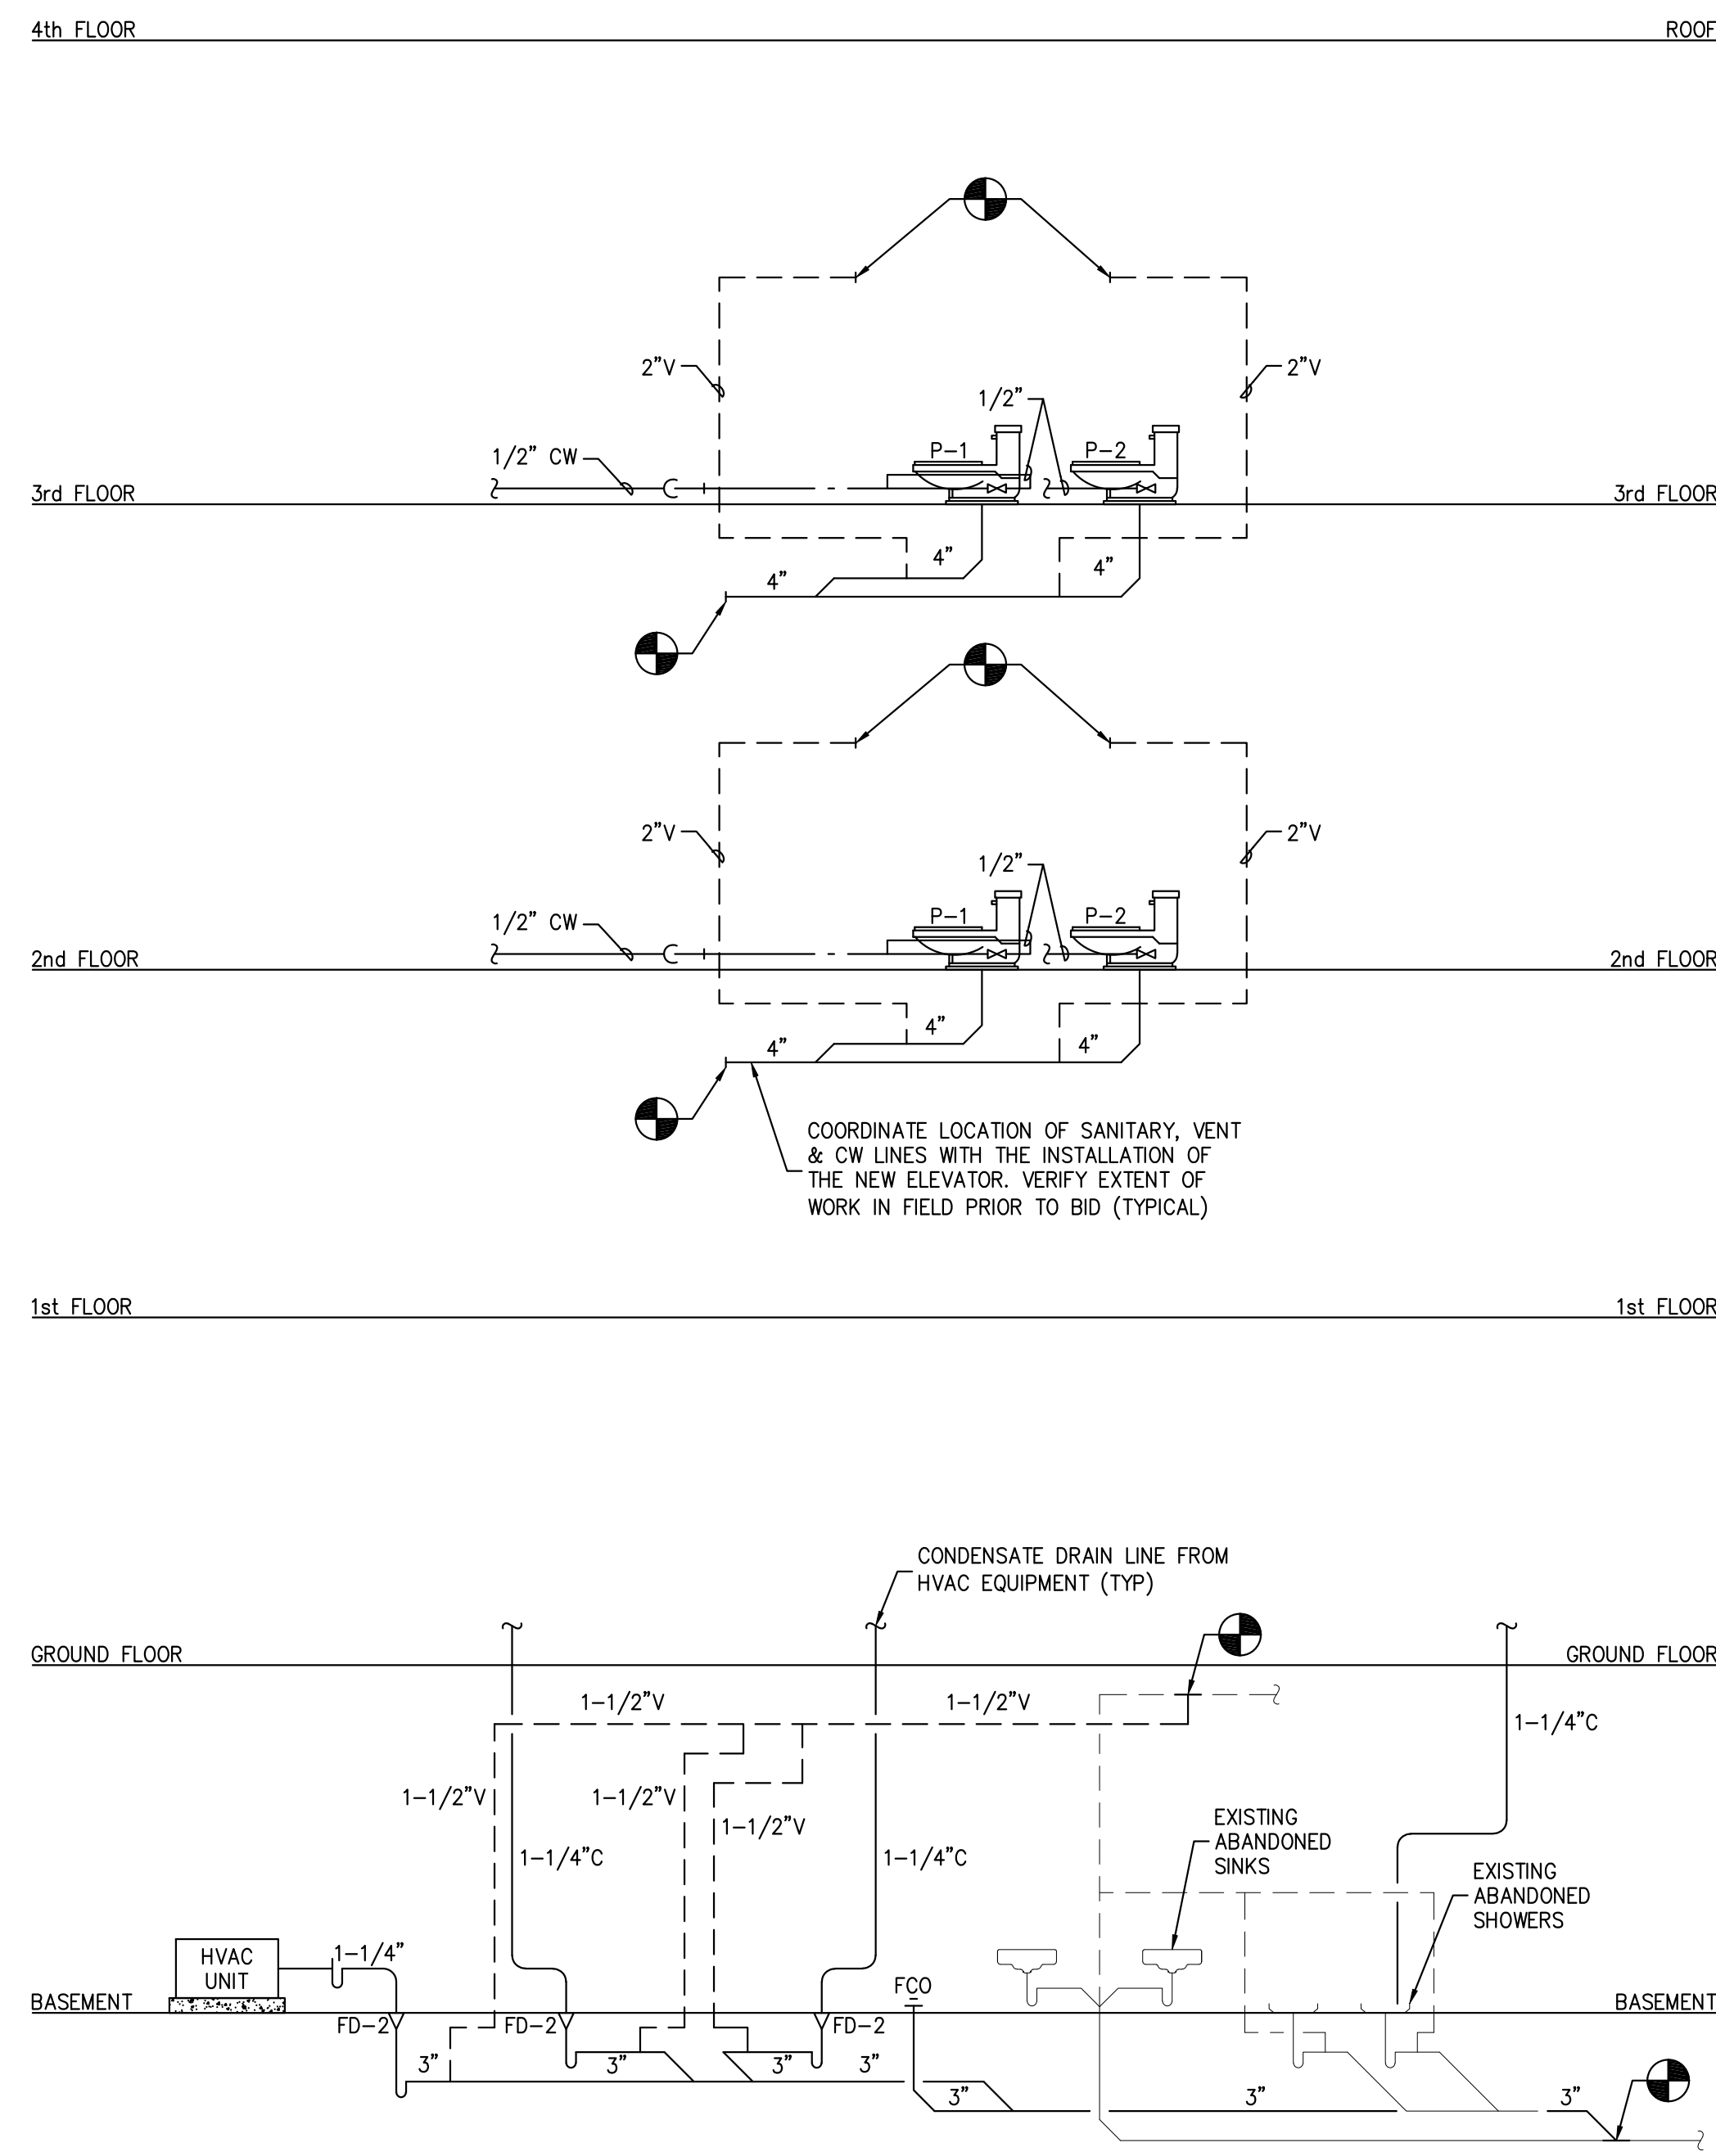 4th FLOOR
ROOF
2"V
2"V
1/2"
P-1
P-2
1/2" CW
3rd FLOOR
3rd FLOOR
4"
4"
4"
2"V
2"V
1/2"
P-1
P-2
1/2" CW
2nd FLOOR
2nd FLOOR
4"
4"
4"
COORDINATE LOCATION OF SANITARY, VENT
& CW LINES WITH THE INSTALLATION OF
THE NEW ELEVATOR. VERIFY EXTENT OF
WORK IN FIELD PRIOR TO BID (TYPICAL)
1st FLOOR
1st FLOOR
CONDENSATE DRAIN LINE FROM
HVAC EQUIPMENT (TYP)
GROUND FLOOR
GROUND FLOOR
1-1/2"V
1-1/2"V
1-1/4"C
1-1/2"V
1-1/2"V
1-1/2"V
EXISTING
ABANDONED
SINKS
1-1/4"C
1-1/4"C
EXISTING
ABANDONED
SHOWERS
HVAC
UNIT
1-1/4"
FCO
BASEMENT
BASEMENT
FD-2
FD-2
FD-2
3"
3"
3"
3"
3"
3"
3"